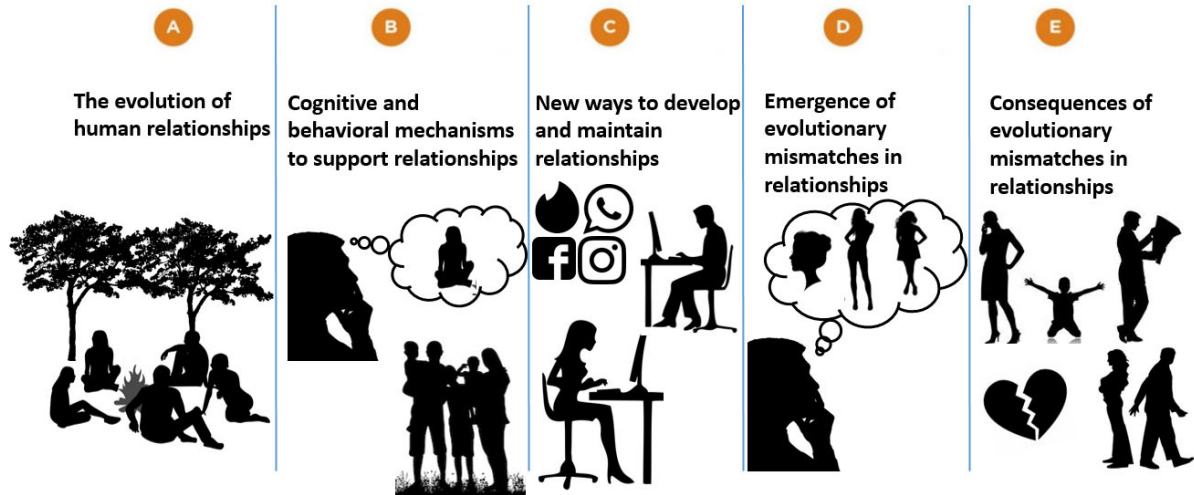 A
The evolution of
human relationships
B
Cognitive and
behavioral mechanisms
to support relationships
C
New ways to develop
and maintain
relationships
D
Emergence of
evolutionary
mismatches in
relationships
E
Consequences of
evolutionary
mismatches in
relationships